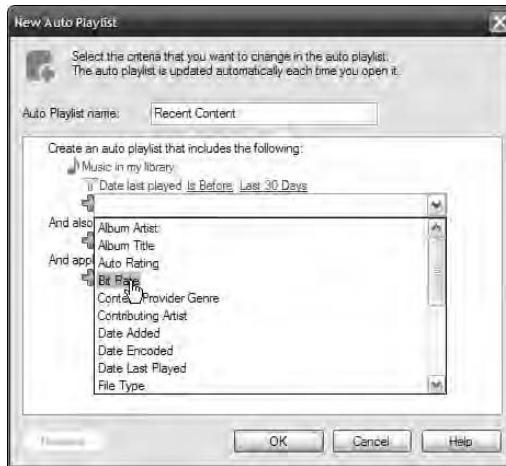 New Auto Playlist
Select the criteria that you want to change in the auto playlist.
The auto playlist is updated automatically each time you open it.
Auto Playlist name: Recent Content
Create an auto playlist that includes the following:
Music in my library
Date last played Is Before Last 30 Days
And also
Album Artist
Album Title
And appl
Auto Rating
Bit Rate
Content Provider Genre
Contributing Artist
Date Added
Date Encoded
Date Last Played
File Type
OK Cancel Help